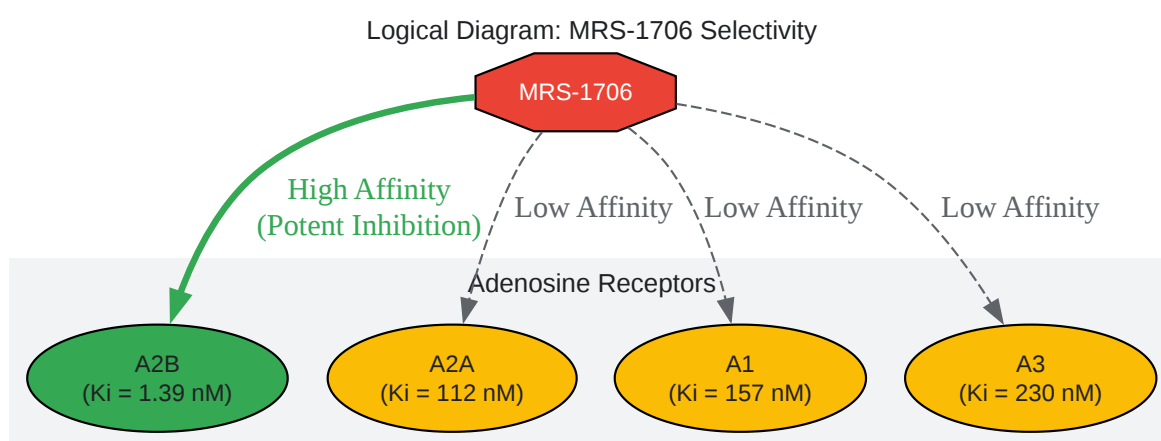 Logical Diagram: MRS-1706 Selectivity
MRS-1706
High Affinity
(Potent Inhibition)
Low Affinity
Low Affinity
Low Affinity
Adenosine Receptors
A2B
(Ki = 1.39 nM)
A2A
(Ki = 112 nM)
A1
(Ki = 157 nM)
A3
(Ki = 230 nM)